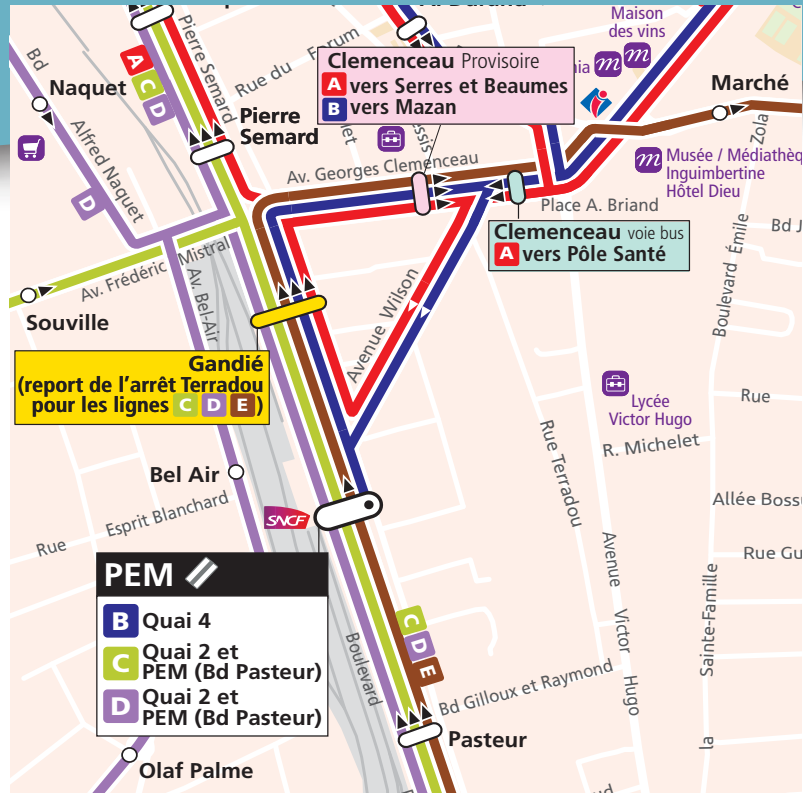 Maison
des vins
Pierre Semard
Rue du Forum
Bd
Alfred Naquet
Naquet
A
C
D
Pierre
Semard
Clemenceau Provisoire
A vers Serres et Beaumes
B vers Mazan
m m
Marché
Zola
m Musée / Médiathèq
Inguimbertine
Hôtel Dieu
Av. Georges Clemenceau
Place A. Briand
D
Clemenceau voie bus
A vers Pôle Santé
Bd J
Boulevard Émile
Av. Frédéric Mistral
Av. Bel-Air
Souville
Avenue Wilson
Gandié
(report de l'arrêt Terradou
pour les lignes C D E)
Lycée
Victor Hugo
Rue
R. Michelet
Rue Terradou
Bel Air
Rue Esprit Blanchard
SNCF
Allée Bossu
Rue Gu
Avenue Victor Hugo
la Sainte-Famille
PEM
B Quai 4
C Quai 2 et
PEM (Bd Pasteur)
D Quai 2 et
PEM (Bd Pasteur)
Boulevard
C
D
E
Bd Gilloux et Raymond
Pasteur
Olaf Palme